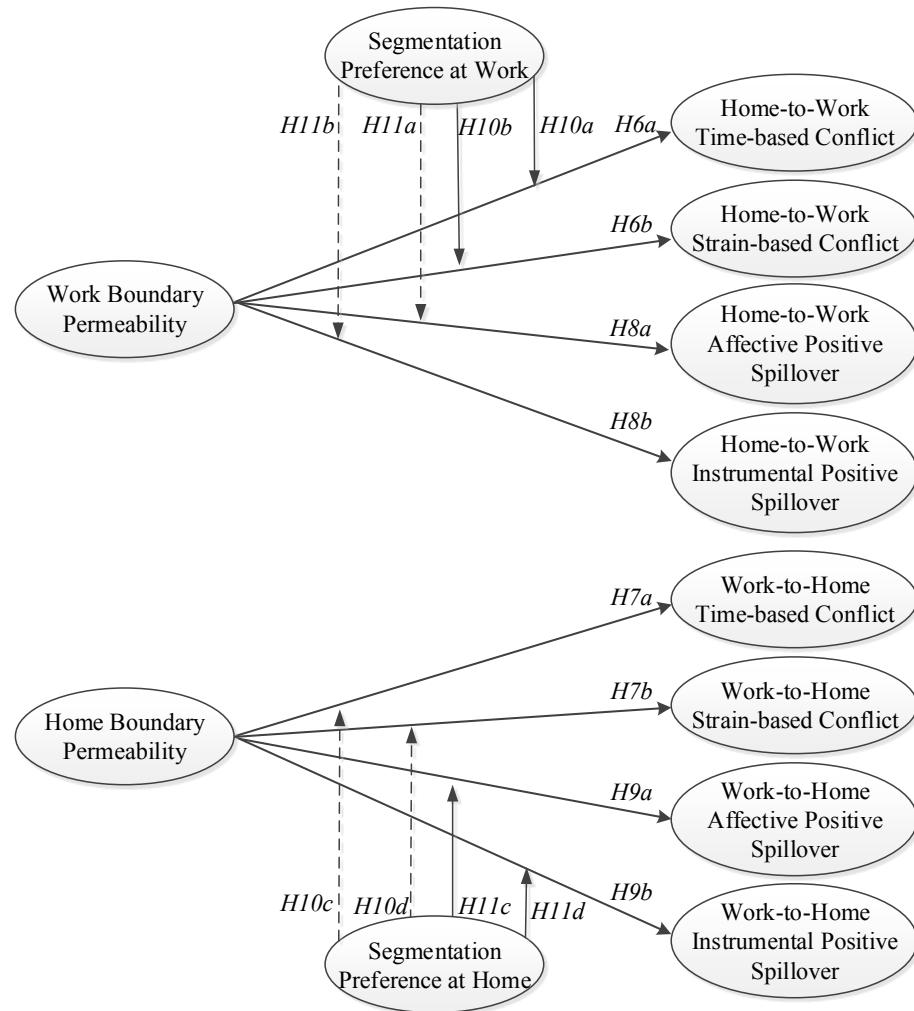 Segmentation
Preference at Work
H11b
H11a
H10b
H10a
H6a
Home-to-Work
Time-based Conflict
H6b
Home-to-Work
Strain-based Conflict
Work Boundary
Permeability
H8a
Home-to-Work
Affective Positive
Spillover
H8b
Home-to-Work
Instrumental Positive
Spillover
H7a
Work-to-Home
Time-based Conflict
H7b
Work-to-Home
Strain-based Conflict
Home Boundary
Permeability
H9a
Work-to-Home
Affective Positive
Spillover
H10c
H10d
H11c
H11d
H9b
Work-to-Home
Instrumental Positive
Spillover
Segmentation
Preference at Home